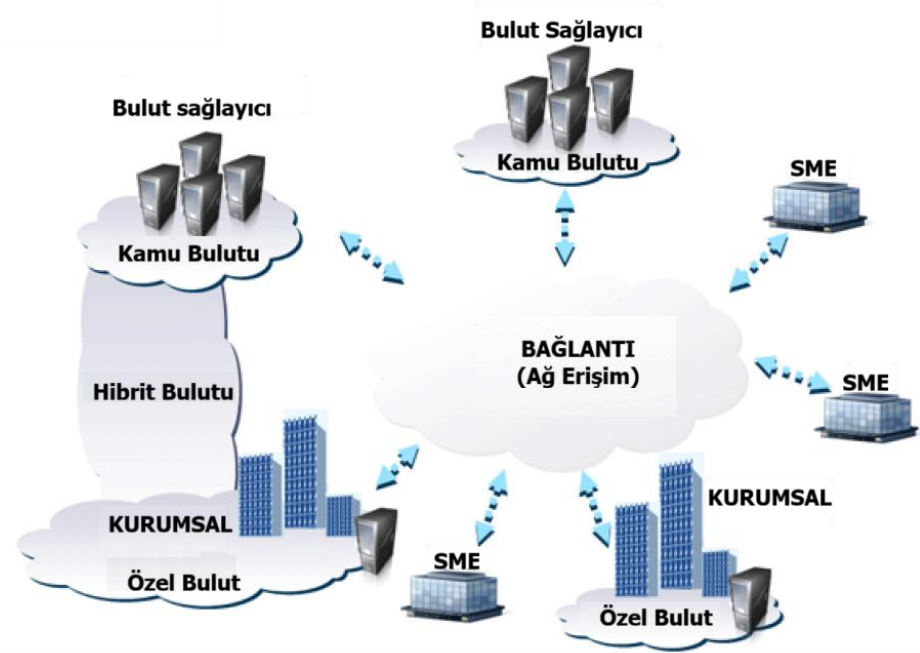 Bulut Sağlayıcı
Kamu Bulutu
Bulut sağlayıcı
Kamu Bulutu
SME
BAĞLANTI
(Ağ Erişim)
SME
Hibrit Bulutu
KURUMSAL
Özel Bulut
SME
KURUMSAL
Özel Bulut